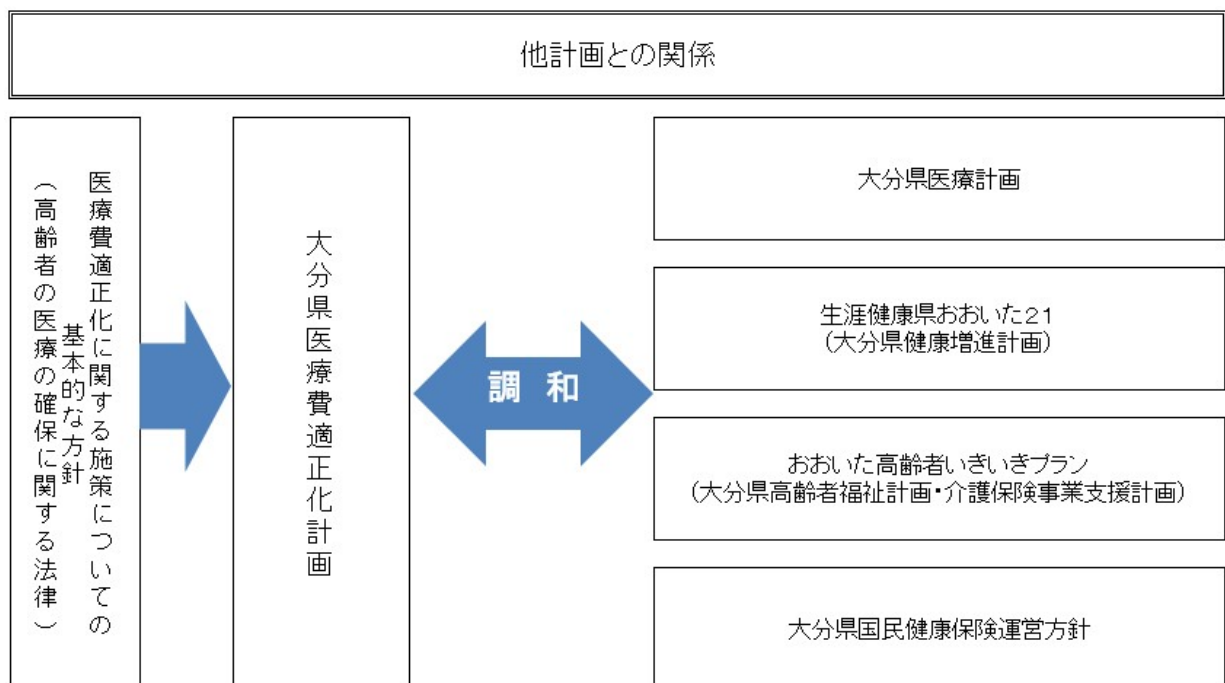 他計画との関係
医療費適正化に関する施策についての
基本的な方針
（高齢者の医療の確保に関する法律）
大分県医療費適正化計画
調 和
大分県医療計画
生涯健康県おおいた２１
（大分県健康増進計画）
おおいた高齢者いきいきプラン
（大分県高齢者福祉計画・介護保険事業支援計画）
大分県国民健康保険運営方針